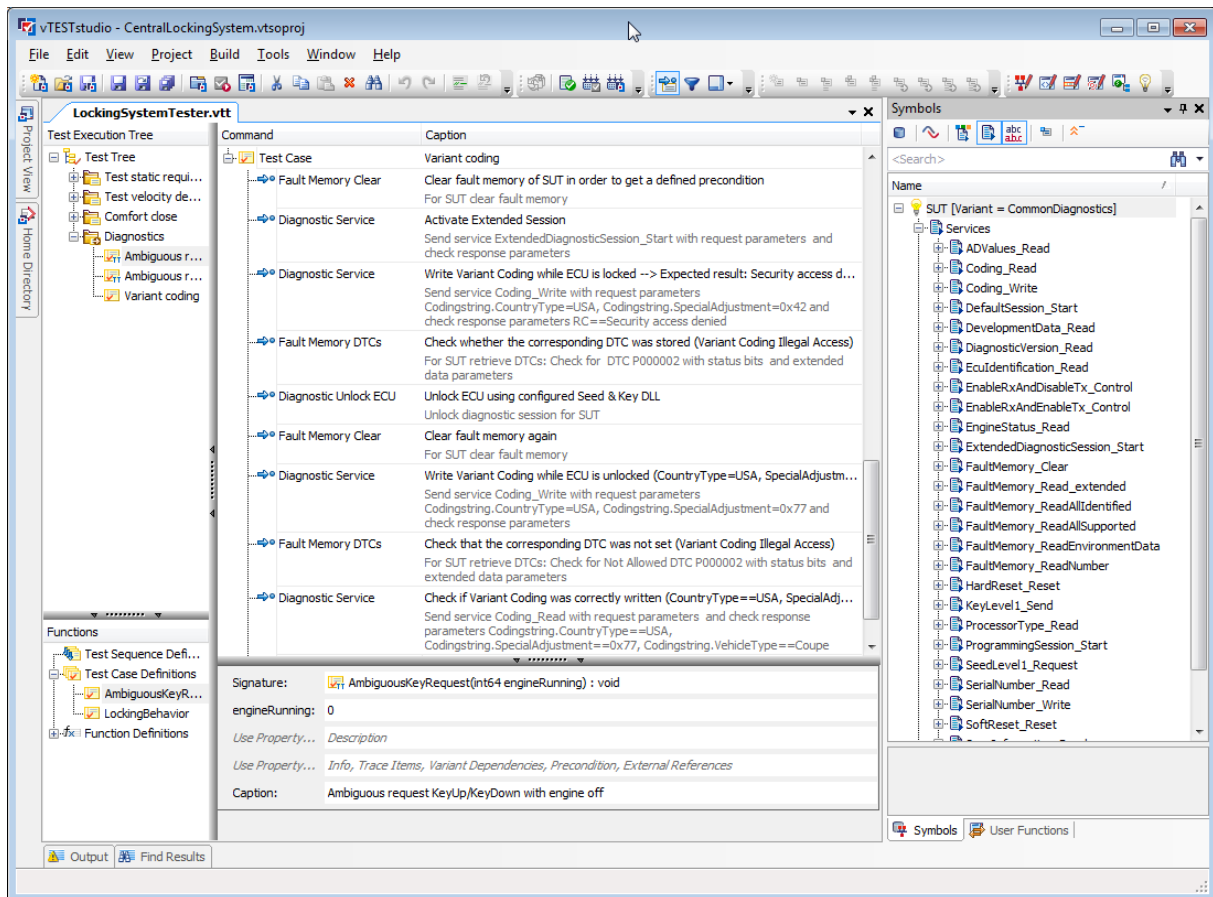 vTESTstudio - CentralLockingSystem.vtsoproj
File Edit View Project Build Tools Window Help
Project View
Home Directory
LockingSystemTester.vtt
Test Execution Tree
Test Tree
Test static requi...
Test velocity de...
Comfort close
Diagnostics
Ambiguous r...
Ambiguous r...
Variant coding
Functions
Test Sequence Defi...
Test Case Definitions
AmbiguousKeyR...
LockingBehavior
fx Function Definitions
Command Caption
Test Case Variant coding
Fault Memory Clear Clear fault memory of SUT in order to get a defined precondition
For SUT clear fault memory
Diagnostic Service Activate Extended Session
Send service ExtendedDiagnosticSession_Start with request parameters and
check response parameters
Diagnostic Service Write Variant Coding while ECU is locked --> Expected result: Security access d...
Send service Coding_Write with request parameters
Codingstring.CountryType=USA, Codingstring.SpecialAdjustment=0x42 and
check response parameters RC==Security access denied
Fault Memory DTCs Check whether the corresponding DTC was stored (Variant Coding Illegal Access)
For SUT retrieve DTCs: Check for DTC P000002 with status bits and extended
data parameters
Diagnostic Unlock ECU Unlock ECU using configured Seed & Key DLL
Unlock diagnostic session for SUT
Fault Memory Clear Clear fault memory again
For SUT clear fault memory
Diagnostic Service Write Variant Coding while ECU is unlocked (CountryType=USA, SpecialAdjustm...
Send service Coding_Write with request parameters
Codingstring.CountryType=USA, Codingstring.SpecialAdjustment=0x77 and
check response parameters
Fault Memory DTCs Check that the corresponding DTC was not set (Variant Coding Illegal Access)
For SUT retrieve DTCs: Check for Not Allowed DTC P000002 with status bits and
extended data parameters
Diagnostic Service Check if Variant Coding was correctly written (CountryType==USA, SpecialAdj...
Send service Coding_Read with request parameters and check response
parameters Codingstring.CountryType==USA,
Codingstring.SpecialAdjustment==0x77, Codingstring.VehicleType==Coupe
Signature: AmbiguousKeyRequest(int64 engineRunning) : void
engineRunning: 0
Use Property... Description
Use Property... Info, Trace Items, Variant Dependencies, Precondition, External References
Caption: Ambiguous request KeyUp/KeyDown with engine off
Symbols
abc
abc
<Search>
Name
SUT [Variant = CommonDiagnostics]
Services
ADValues_Read
Coding_Read
Coding_Write
DefaultSession_Start
DevelopmentData_Read
DiagnosticVersion_Read
EcuIdentification_Read
EnableRxAndDisableTx_Control
EnableRxAndEnableTx_Control
EngineStatus_Read
ExtendedDiagnosticSession_Start
FaultMemory_Clear
FaultMemory_Read_extended
FaultMemory_ReadAllIdentified
FaultMemory_ReadAllSupported
FaultMemory_ReadEnvironmentData
FaultMemory_ReadNumber
HardReset_Reset
KeyLevel1_Send
ProcessorType_Read
ProgrammingSession_Start
SeedLevel1_Request
SerialNumber_Read
SerialNumber_Write
SoftReset_Reset
Symbols User Functions
Output Find Results